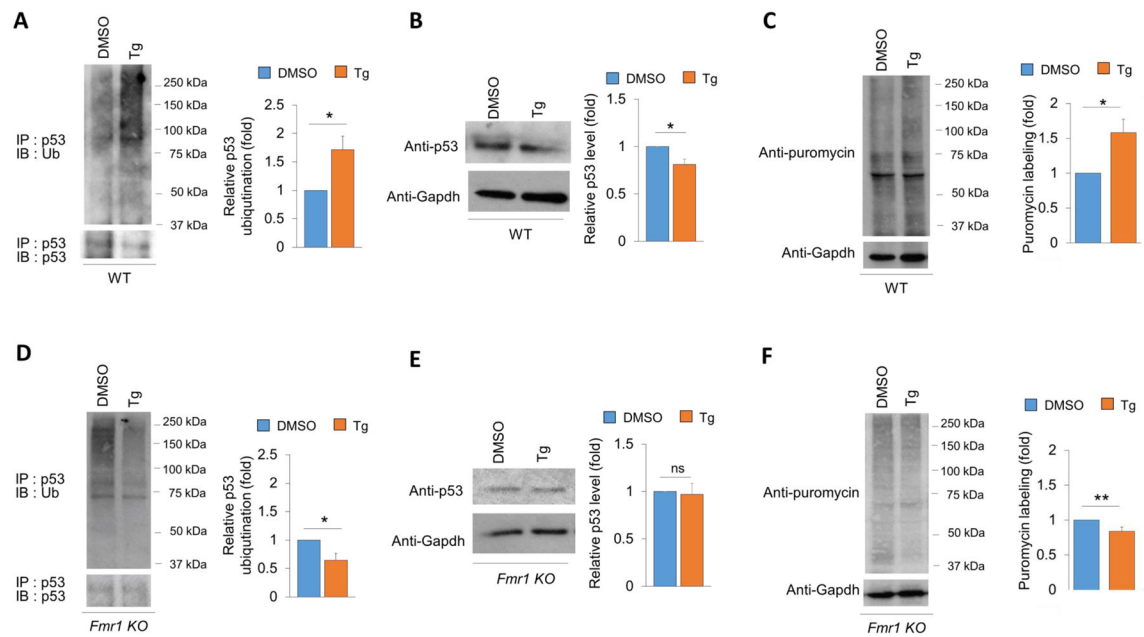 A
DMSO
Tg
250 kDa
150 kDa
100 kDa
75 kDa
50 kDa
37 kDa
IP : p53
IB : Ub
IP : p53
IB : p53
WT
DMSO
Tg
Relative p53
ubiqutination (fold)
2.5
2
1.5
1
0.5
0
*
B
DMSO
Tg
Anti-p53
Anti-Gapdh
WT
DMSO
Tg
Relative p53 level (fold)
1.5
1
0.5
0
*
C
DMSO
Tg
250 kDa
150 kDa
100 kDa
75 kDa
50 kDa
37 kDa
Anti-puromycin
Anti-Gapdh
WT
DMSO
Tg
Puromycin labeling (fold)
2
1.5
1
0.5
0
*
D
DMSO
Tg
250 kDa
150 kDa
100 kDa
75 kDa
50 kDa
37 kDa
IP : p53
IB : Ub
IP : p53
IB : p53
Fmr1 KO
DMSO
Tg
Relative p53
ubiqutination (fold)
2.5
2
1.5
1
0.5
0
*
E
DMSO
Tg
Anti-p53
Anti-Gapdh
Fmr1 KO
DMSO
Tg
Relative p53 level (fold)
1.5
1
0.5
0
ns
F
DMSO
Tg
250 kDa
150 kDa
100 kDa
75 kDa
50 kDa
37 kDa
Anti-puromycin
Anti-Gapdh
Fmr1 KO
DMSO
Tg
Puromycin labeling (fold)
2
1.5
1
0.5
0
**